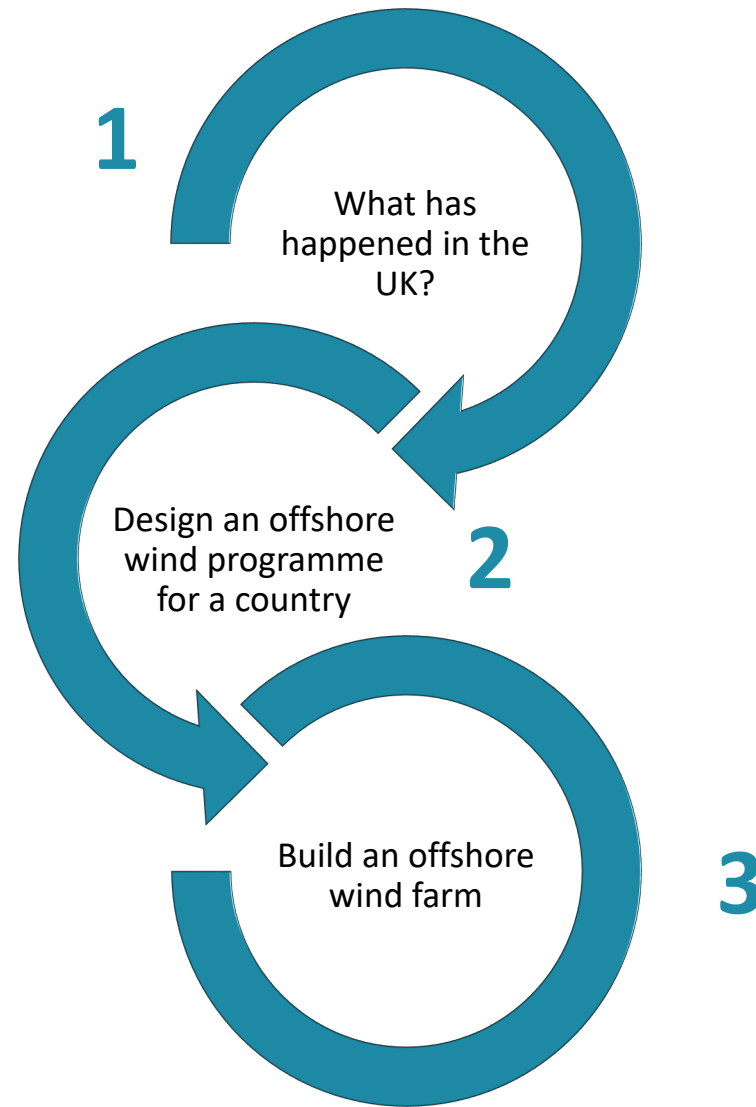 1
What has
happened in the
UK?
Design an offshore
wind programme
for a country
2
Build an offshore
wind farm
3